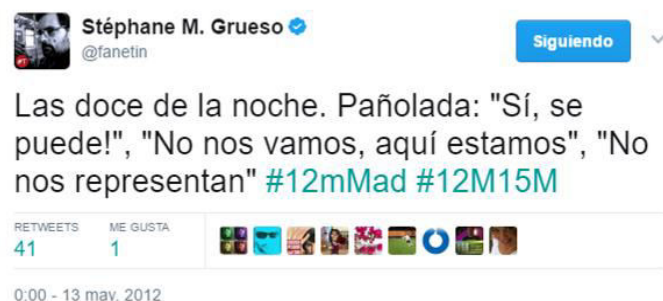 Stéphane M. Grueso
@fanetin
Siguiendo
Las doce de la noche. Pañolada: "Sí, se
puede!", "No nos vamos, aquí estamos", "No
nos representan" #12mMad #12M15M
RETWEETS
41
ME GUSTA
1
0:00 - 13 may. 2012